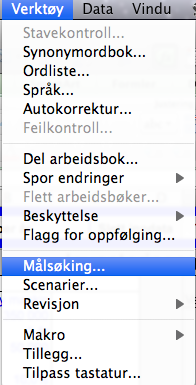 Verktøy Data Vindu
Stavekontroll...
Synonymordbok...
Ordliste...
Språk...
Autokorrektur...
Feilkontroll...
Del arbeidsbok...
Spor endringer
Flett arbeidsbøker...
Beskyttelse
Flagg for oppfølging...
Målsøking...
Scenarier...
Revisjon
Makro
Tillegg...
Tilpass tastatur...